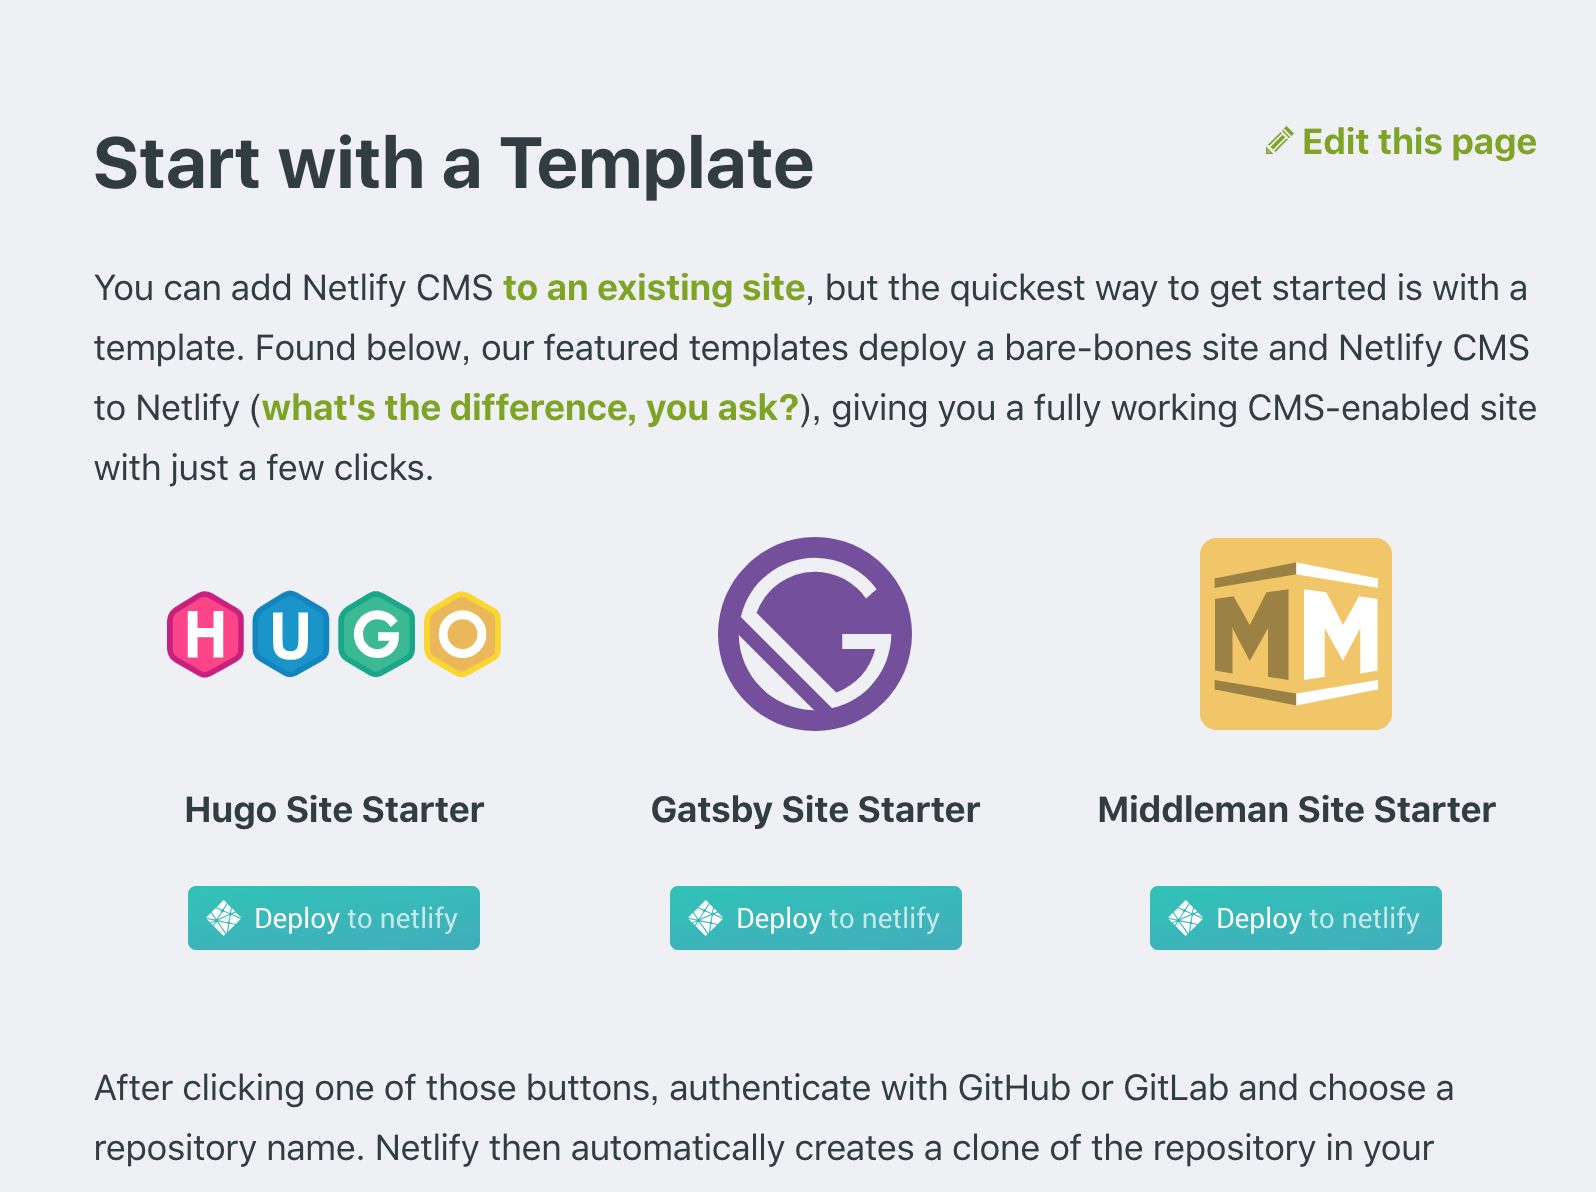 Start with a Template
Edit this page
You can add Netlify CMS to an existing site, but the quickest way to get started is with a
template. Found below, our featured templates deploy a bare-bones site and Netlify CMS
to Netlify (what's the difference, you ask?), giving you a fully working CMS-enabled site
with just a few clicks.
HUGO
G
MM
Hugo Site Starter
Gatsby Site Starter
Middleman Site Starter
Deploy to netlify
Deploy to netlify
Deploy to netlify
After clicking one of those buttons, authenticate with GitHub or GitLab and choose a
repository name. Netlify then automatically creates a clone of the repository in your